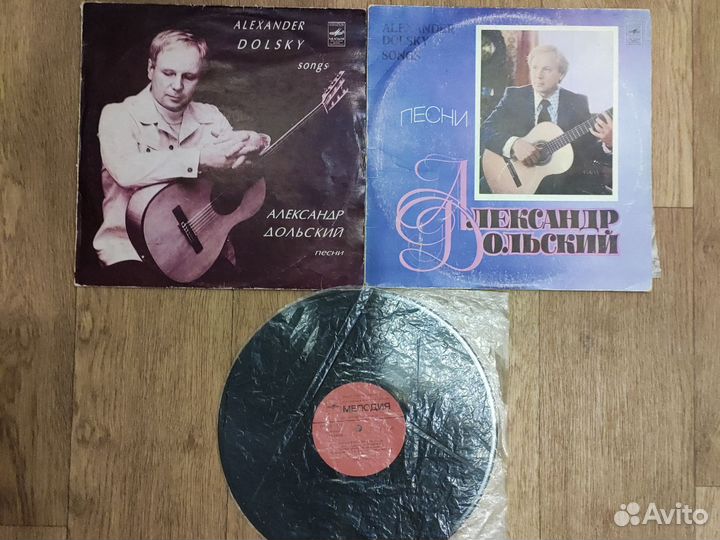 ALEXANDER
DOLSKY
songs
АЛЕКСАНДР
ДОЛЬСКИЙ
песни
ALEXANDER
DOLSKY
SONGS
ПЕСНИ
АЛЕКСАНДР
ДОЛЬСКИЙ
МЕЛОДИЯ
Avito